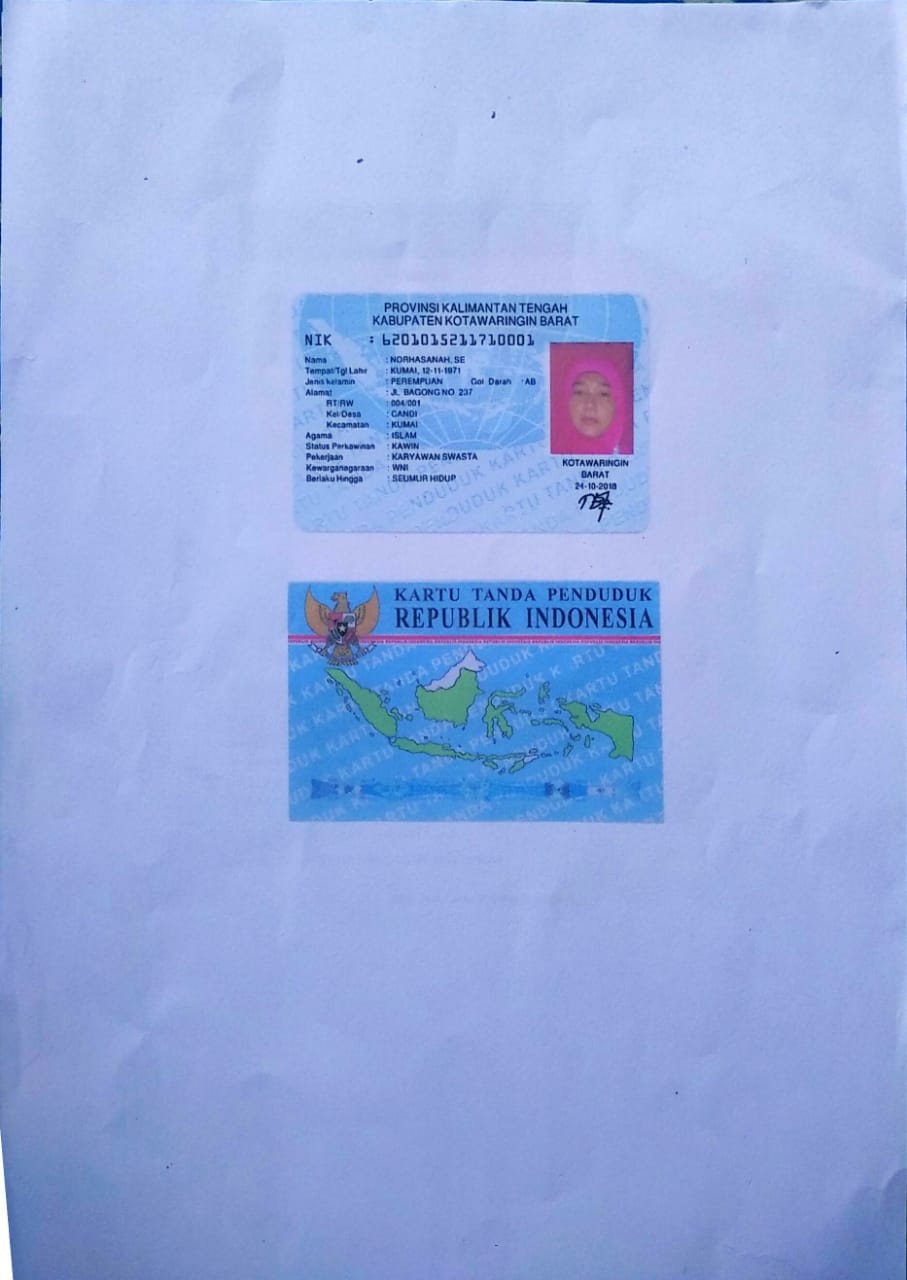 PROVINSI KALIMANTAN TENGAH
KABUPATEN KOTAWARINGIN BARAT
NIK : 6201015211710001
Nama : NORHASANAH, SE
Tempat/Tgl Lahir : KUMAI, 12-11-1971
Jenis kelamin : PEREMPUAN Gol Darah : AB
Alamat : JL. BAGONG NO. 237
RT/RW : 004/001
Kel/Desa : CANDI
Kecamatan : KUMAI
Agama : ISLAM
Status Perkawinan : KAWIN
Pekerjaan : KARYAWAN SWASTA
Kewarganegaraan : WNI
Berlaku Hingga : SEUMUR HIDUP
KOTAWARINGIN
BARAT
24-10-2018
KARTU TANDA PENDUDUK
REPUBLIK INDONESIA